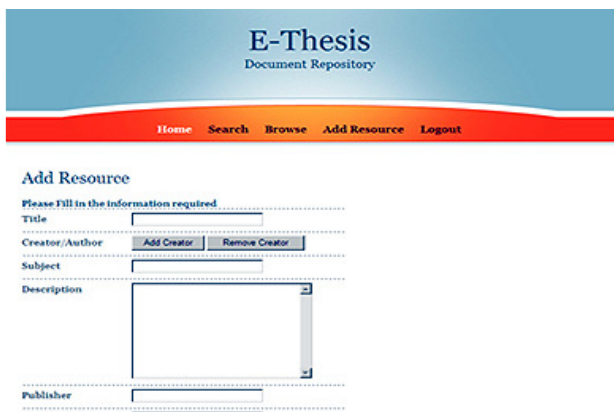 E-Thesis
Document Repository
Home Search Browse Add Resource Logout
Add Resource
Please Fill in the information required
Title
Creator/Author Add Creator Remove Creator
Subject
Description
Publisher